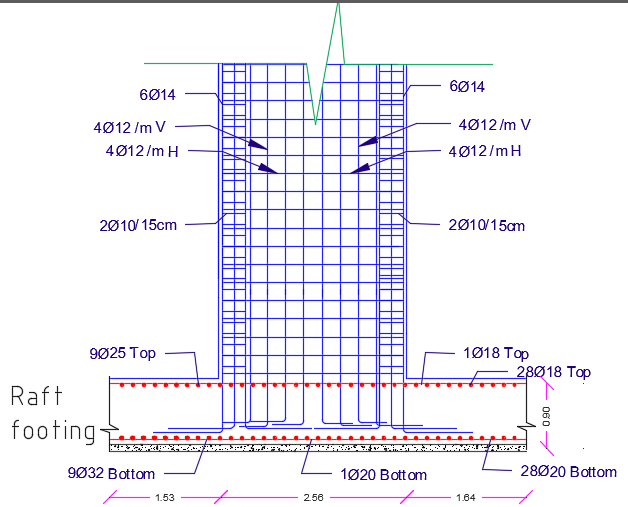 6Ø14
6Ø14
4Ø12/m V
4Ø12/m V
4Ø12/m H
4Ø12/m H
2Ø10/15cm
2Ø10/15cm
9Ø25 Top
1Ø18 Top
28Ø18 Top
Raft
footing
0.90
9Ø32 Bottom
1Ø20 Bottom
28Ø20 Bottom
1.53
2.56
1.64